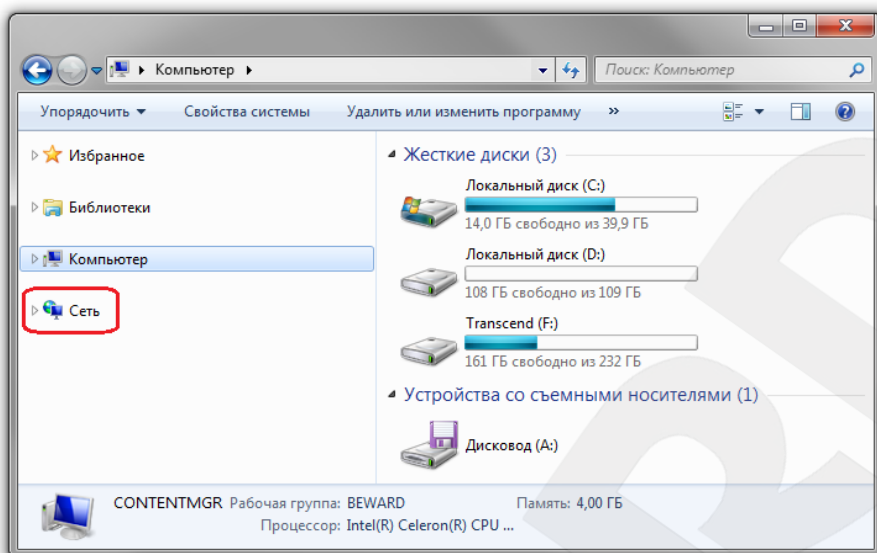 Компьютер
Поиск: Компьютер
Упорядочить Свойства системы Удалить или изменить программу »
Избранное
Библиотеки
Компьютер
Сеть
Жесткие диски (3)
Локальный диск (C:)
14,0 ГБ свободно из 39,9 ГБ
Локальный диск (D:)
108 ГБ свободно из 109 ГБ
Transcend (F:)
161 ГБ свободно из 232 ГБ
Устройства со съемными носителями (1)
Дисковод (A:)
CONTENTMGR Рабочая группа: BEWARD Память: 4,00 ГБ
Процессор: Intel(R) Celeron(R) CPU ...